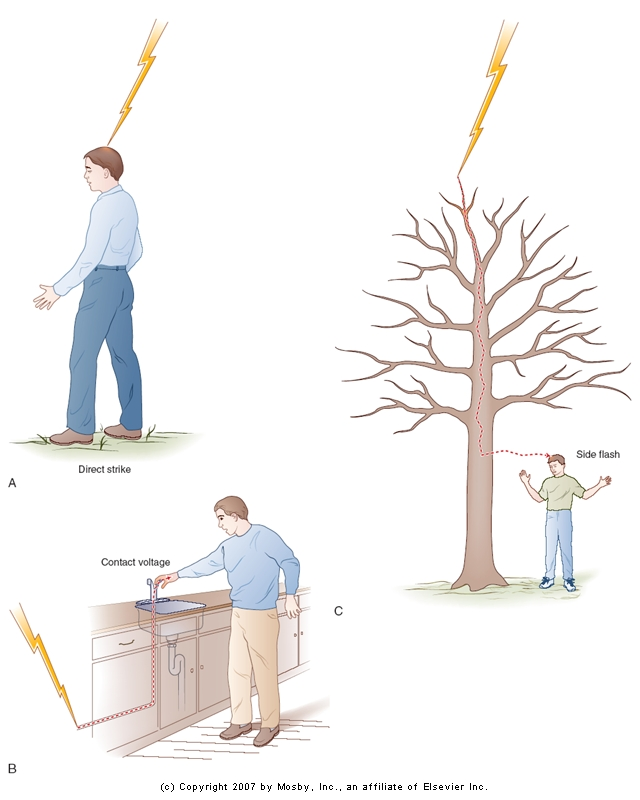 Direct strike
A
Contact voltage
B
Side flash
C
(c) Copyright 2007 by Mosby, Inc., an affiliate of Elsevier Inc.